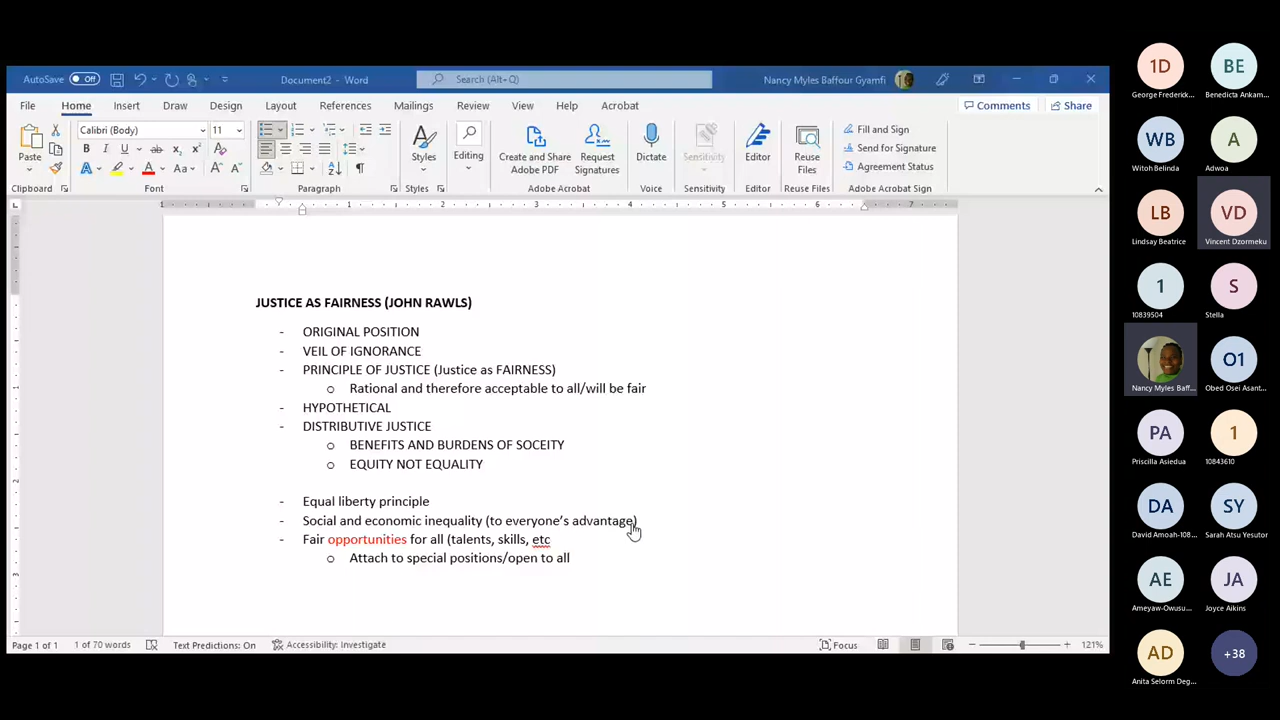 AutoSave Off Document2 - Word Search (Alt+Q) Nancy Myles Baffour Gyamfi
File Home Insert Draw Design Layout References Mailings Review View Help Acrobat Comments Share
Paste Calibri (Body) 11 Styles Editing Create and Share Adobe PDF Request Signatures Dictate Sensitivity Editor Reuse Files Fill and Sign
Send for Signature
Agreement Status
Clipboard Font Paragraph Styles Adobe Acrobat Voice Sensitivity Editor Reuse Files Adobe Acrobat Sign
1 1 2 3 4 5 6 7
JUSTICE AS FAIRNESS (JOHN RAWLS)
- ORIGINAL POSITION
- VEIL OF IGNORANCE
- PRINCIPLE OF JUSTICE (Justice as FAIRNESS)
o Rational and therefore acceptable to all/will be fair
- HYPOTHETICAL
- DISTRIBUTIVE JUSTICE
o BENEFITS AND BURDENS OF SOCEITY
o EQUITY NOT EQUALITY
- Equal liberty principle
- Social and economic inequality (to everyone's advantage)
- Fair opportunities for all (talents, skills, etc
o Attach to special positions/open to all
Page 1 of 1 1 of 70 words Text Predictions: On Accessibility: Investigate Focus 121%
1D BE
George Frederick... Benedicta Ankam...
WB A
Witoh Belinda Adwoa
LB VD
Lindsay Beatrice Vincent Dzormeku
1 S
10839504 Stella
O1
Nancy Myles Baff... Obed Osei Asant...
PA 1
Priscilla Asiedua 10843610
DA SY
David Amoah-108... Sarah Atsu Yesutor
AE JA
Ameyaw-Owusu... Joyce Aikins
AD +38
Anita Selorm Deg...